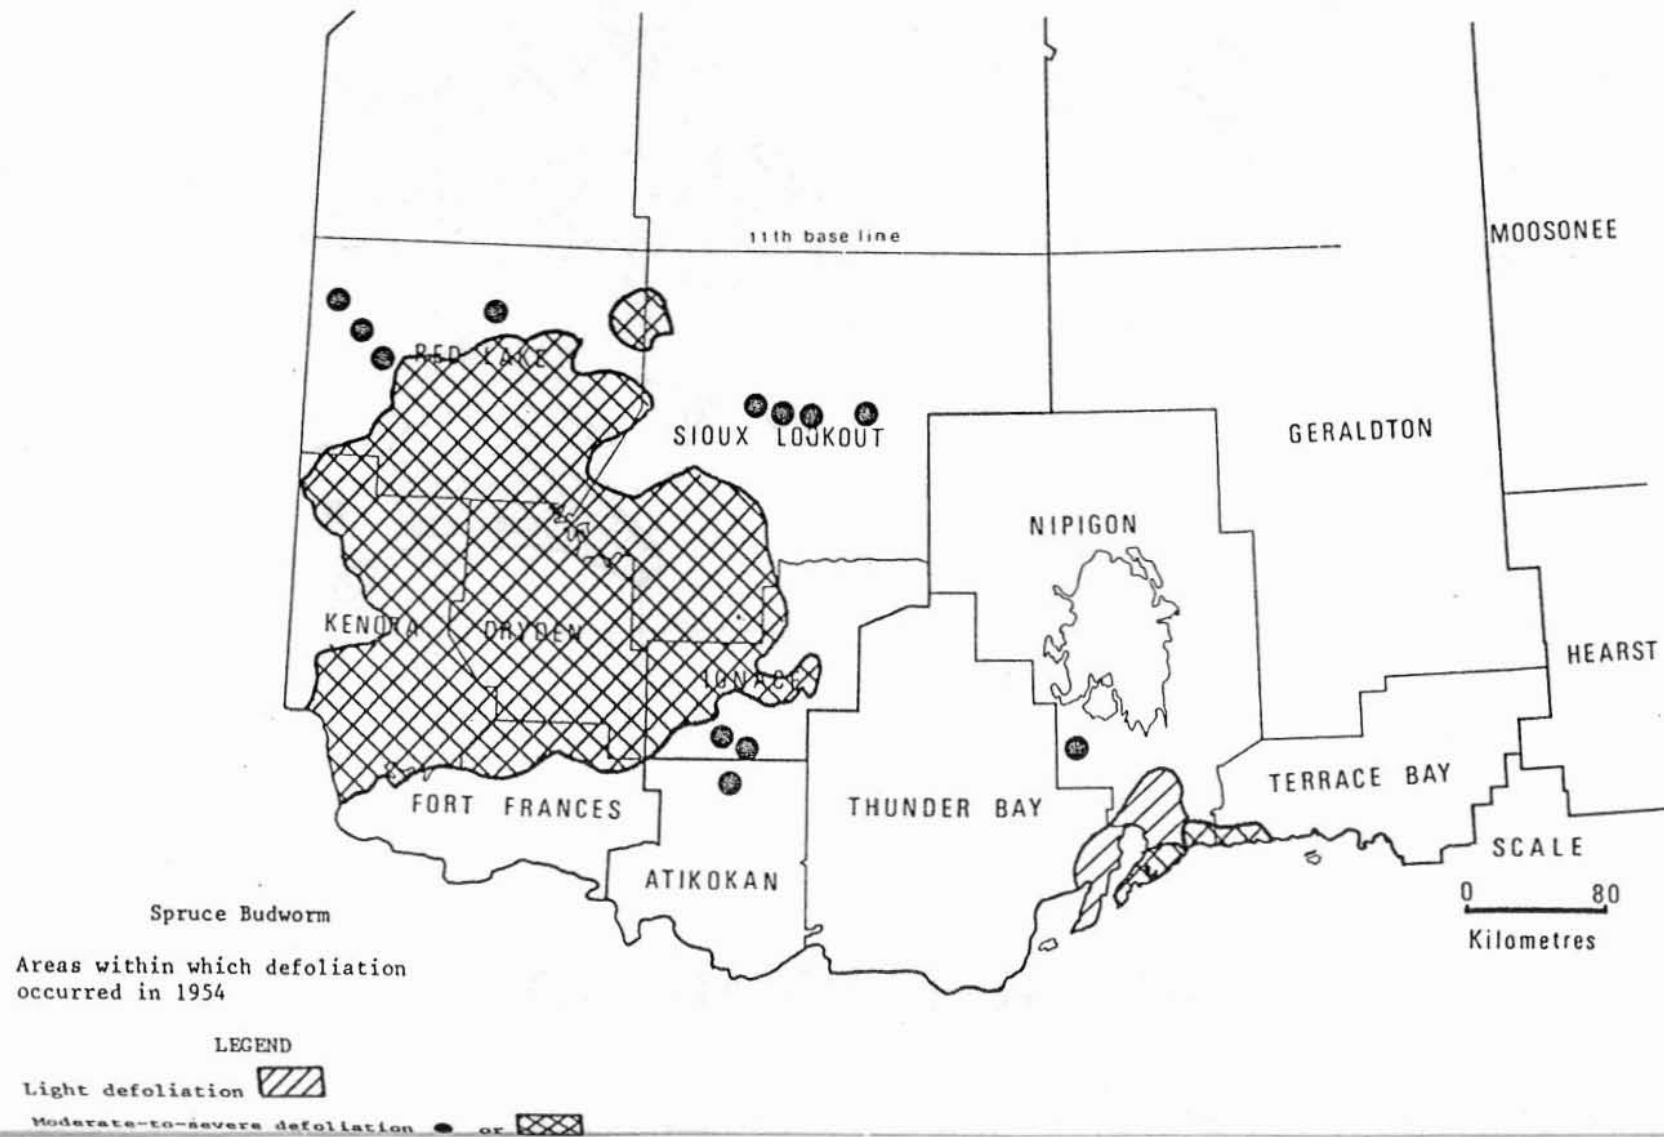 11th base line
MOOSONEE
RED LAKE
SIOUX LOOKOUT
GERALDTON
NIPIGON
KENORA
DRYDEN
HEARST
IGNACE
TERRACE BAY
FORT FRANCES
THUNDER BAY
SCALE
ATIKOKAN
0 80
Kilometres
Spruce Budworm
Areas within which defoliation
occurred in 1954
LEGEND
Light defoliation
Moderate-to-severe defoliation or